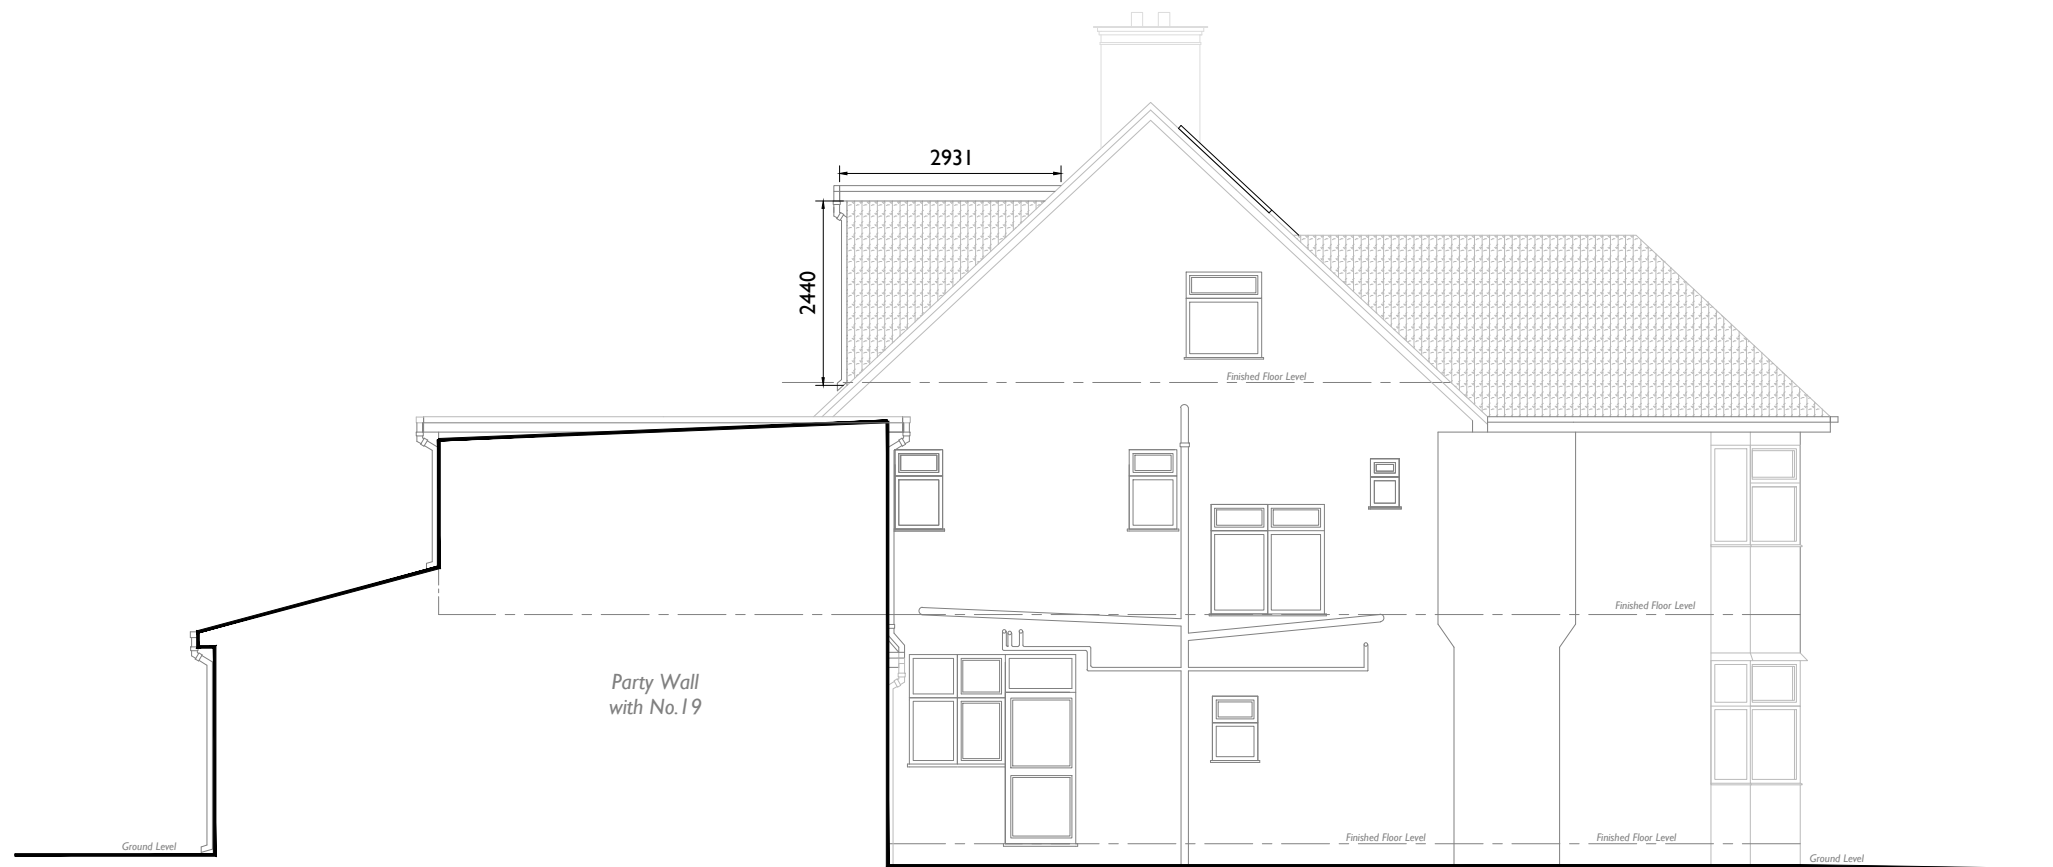 2931
2440
Finished Floor Level
Finished Floor Level
Party Wall
with No.19
Finished Floor Level
Finished Floor Level
Ground Level
Ground Level